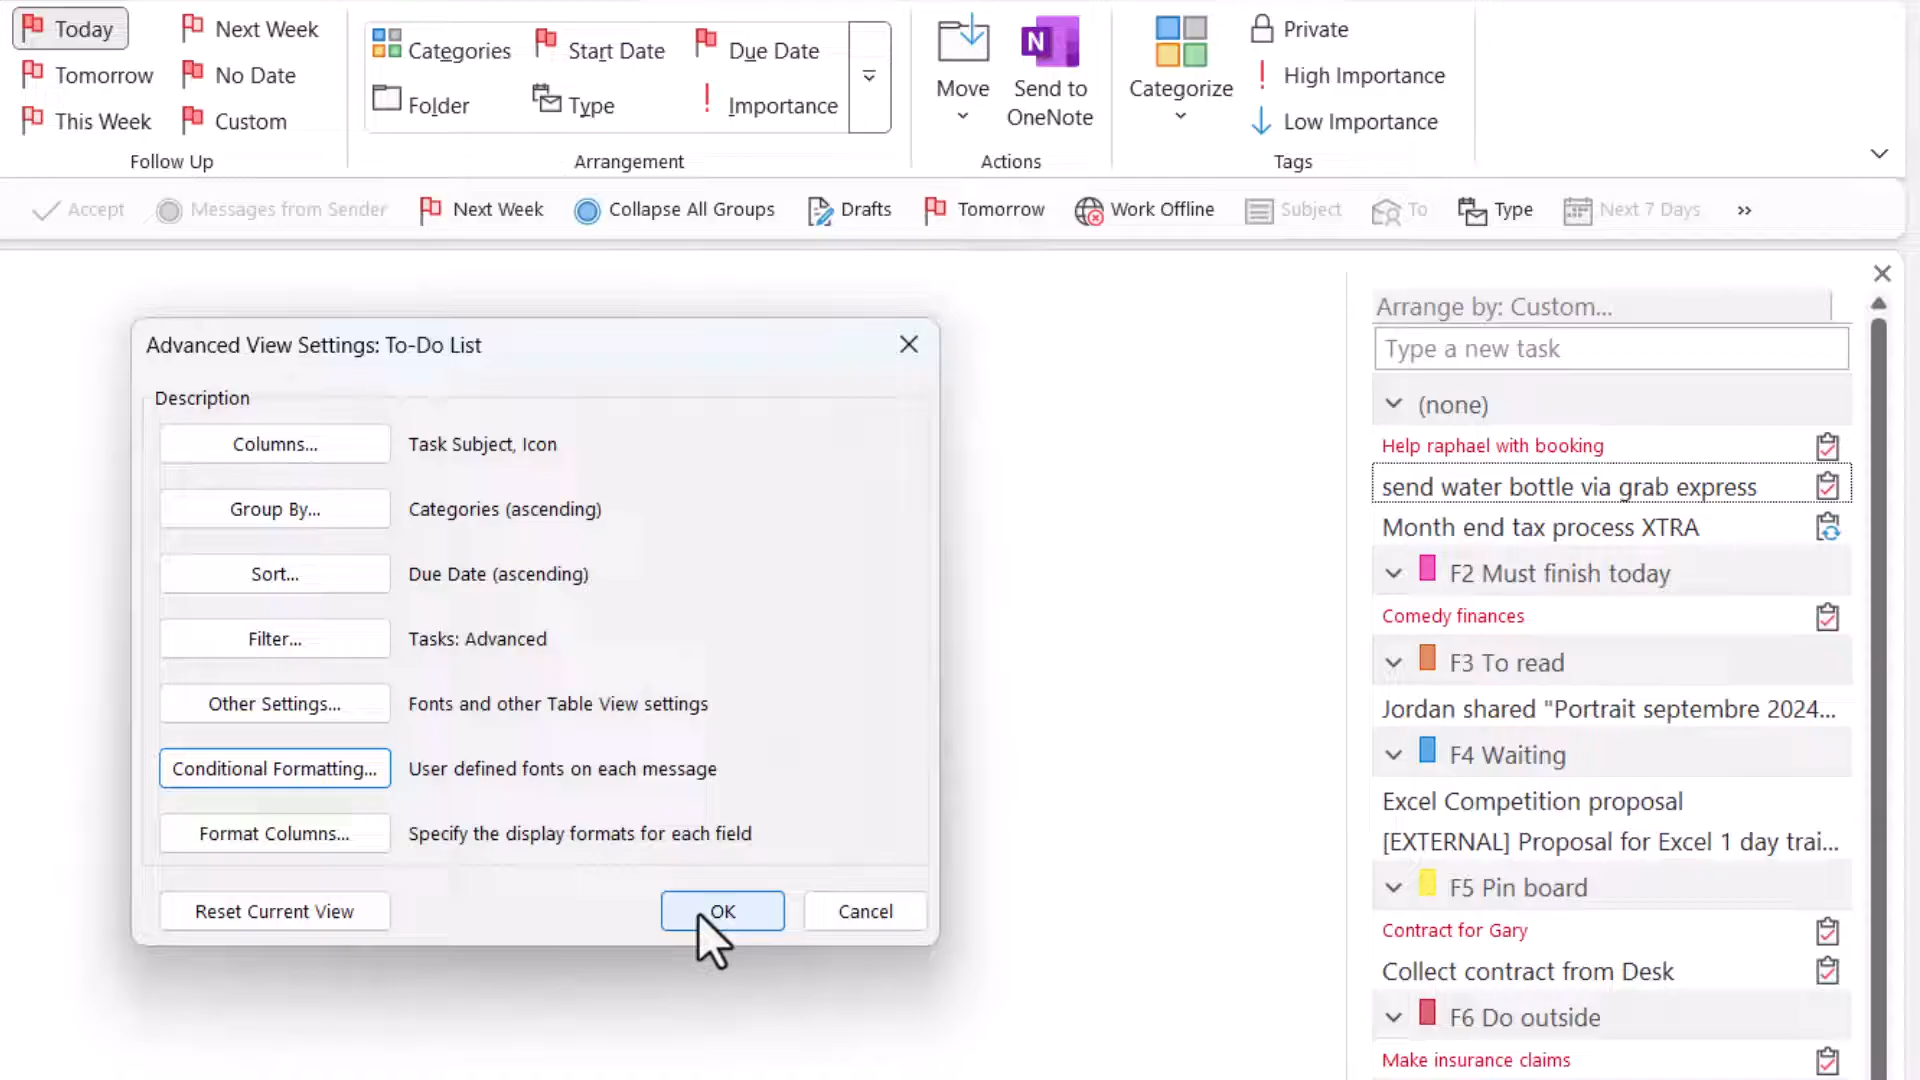 Today
Next Week
Tomorrow
No Date
This Week
Custom
Follow Up
Categories
Start Date
Due Date
Folder
Type
Importance
Arrangement
Move
Send to
OneNote
Actions
Categorize
Private
High Importance
Low Importance
Tags
Accept
Messages from Sender
Next Week
Collapse All Groups
Drafts
Tomorrow
Work Offline
Subject
To
Type
Next 7 Days
Advanced View Settings: To-Do List
Description
Columns...
Task Subject, Icon
Group By...
Categories (ascending)
Sort...
Due Date (ascending)
Filter...
Tasks: Advanced
Other Settings...
Fonts and other Table View settings
Conditional Formatting...
User defined fonts on each message
Format Columns...
Specify the display formats for each field
Reset Current View
OK
Cancel
Arrange by: Custom...
Type a new task
(none)
Help raphael with booking
send water bottle via grab express
Month end tax process XTRA
F2 Must finish today
Comedy finances
F3 To read
Jordan shared "Portrait septembre 2024...
F4 Waiting
Excel Competition proposal
[EXTERNAL] Proposal for Excel 1 day trai...
F5 Pin board
Contract for Gary
Collect contract from Desk
F6 Do outside
Make insurance claims